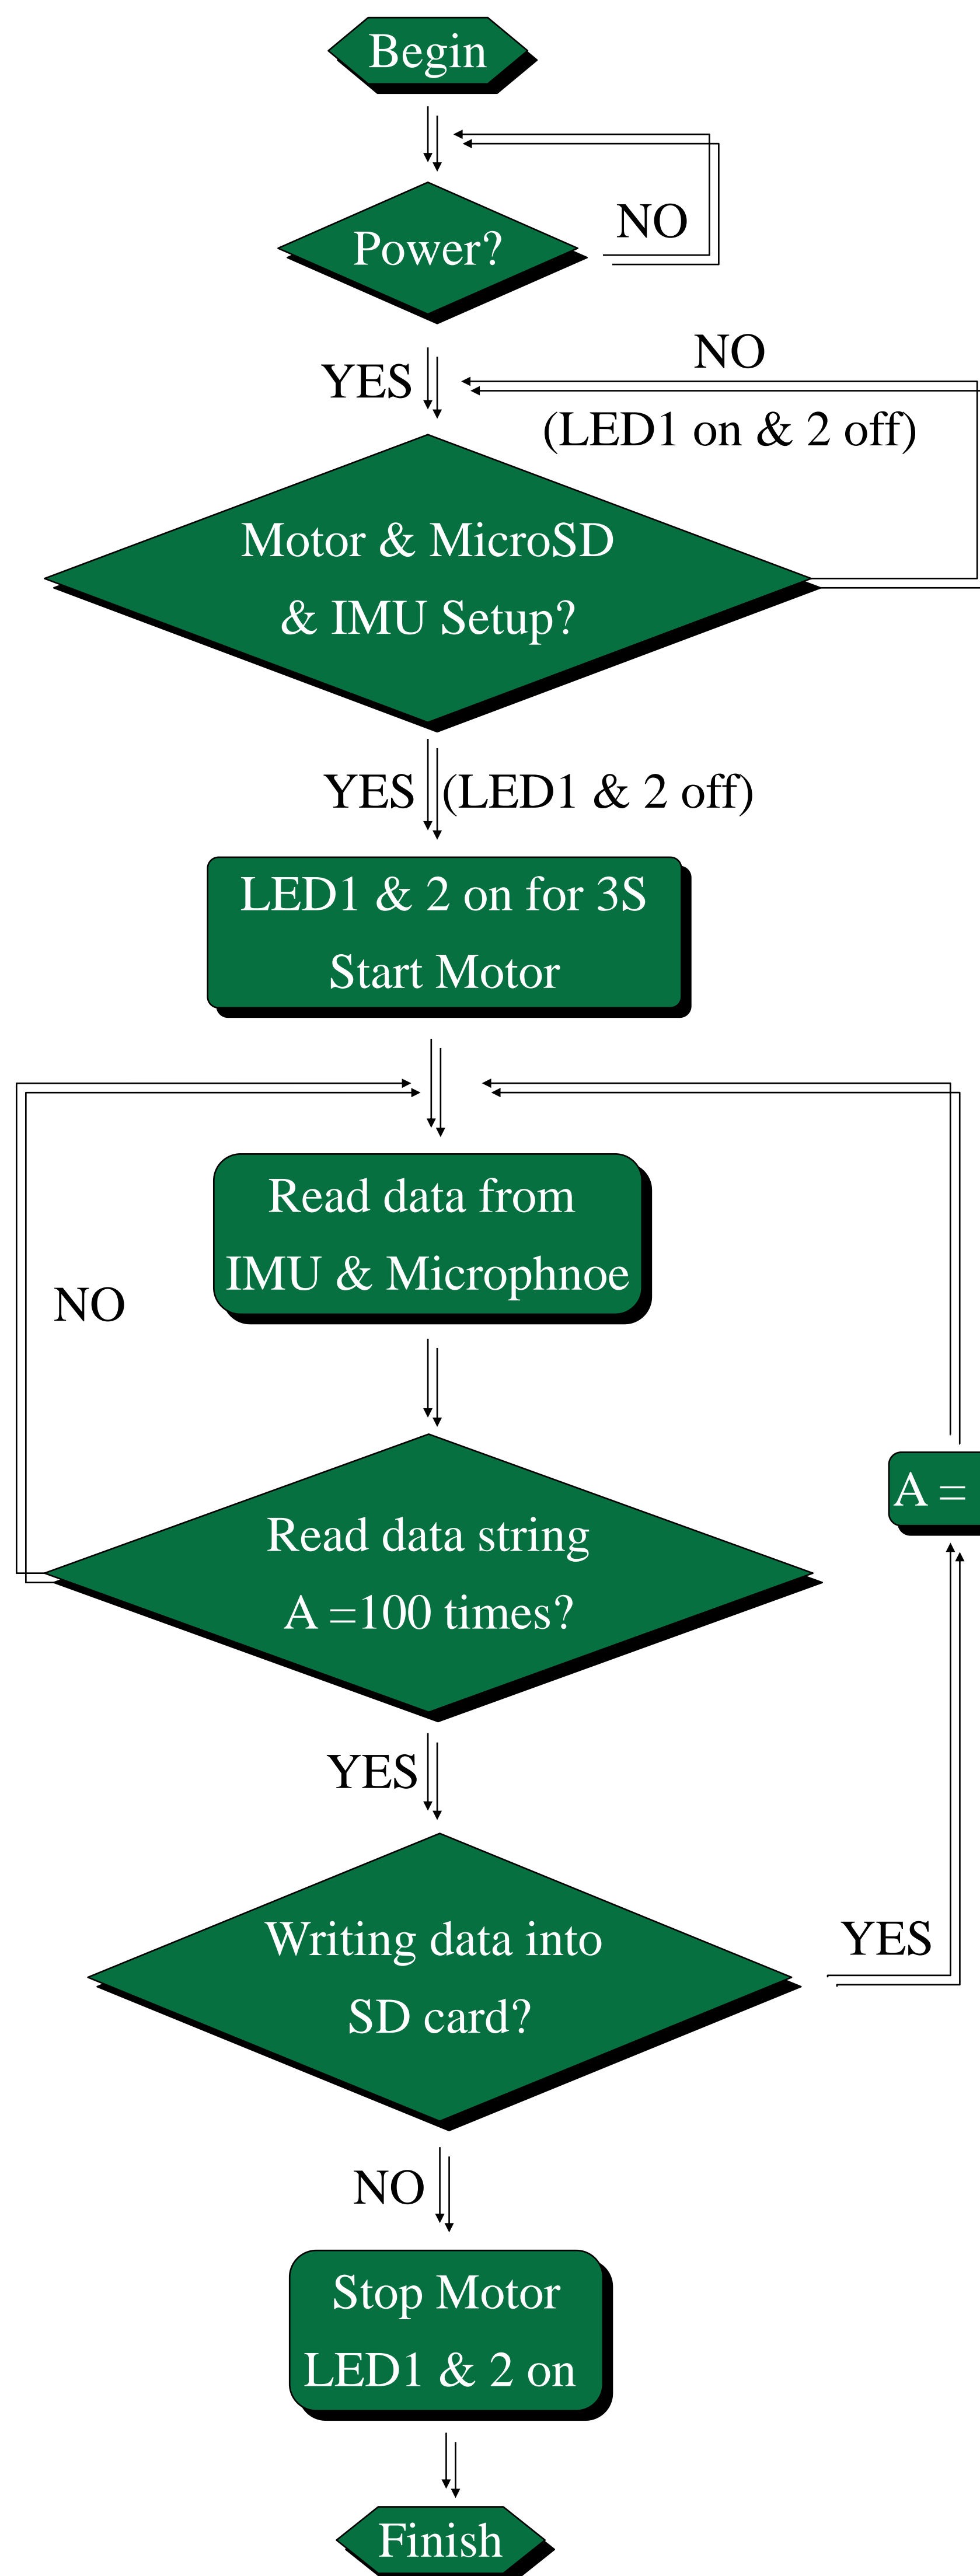 Begin
Power?
NO
YES
NO
(LED1 on & 2 off)
Motor & MicroSD
& IMU Setup?
YES
(LED1 & 2 off)
LED1 & 2 on for 3S
Start Motor
Read data from
IMU & Microphnoe
NO
Read data string
A =100 times?
A =
YES
Writing data into
SD card?
YES
NO
Stop Motor
LED1 & 2 on
Finish